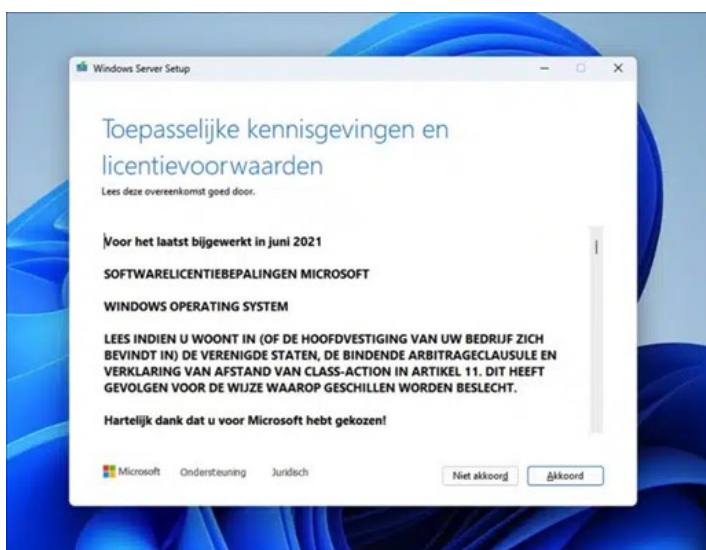 Windows Server Setup
Toepasselijke kennisgevingen en
licentievoorwaarden
Lees deze overeenkomst goed door.
Voor het laatst bijgewerkt in juni 2021
SOFTWARELICENTIEBEPALINGEN MICROSOFT
WINDOWS OPERATING SYSTEM
LEES INDIEN U WOONT IN (OF DE HOOFDVESTIGING VAN UW BEDRIJF ZICH
BEVINDT IN) DE VERENIGDE STATEN, DE BINDENDE ARBITRAGECLAUSULE EN
VERKLARING VAN AFSTAND VAN CLASS-ACTION IN ARTIKEL 11. DIT HEEFT
GEVOLGEN VOOR DE WIJZE WAAROP GESCHILLEN WORDEN BESLECHT.
Hartelijk dank dat u voor Microsoft hebt gekozen!
Microsoft Ondersteuning Juridisch Niet akkoord Akkoord